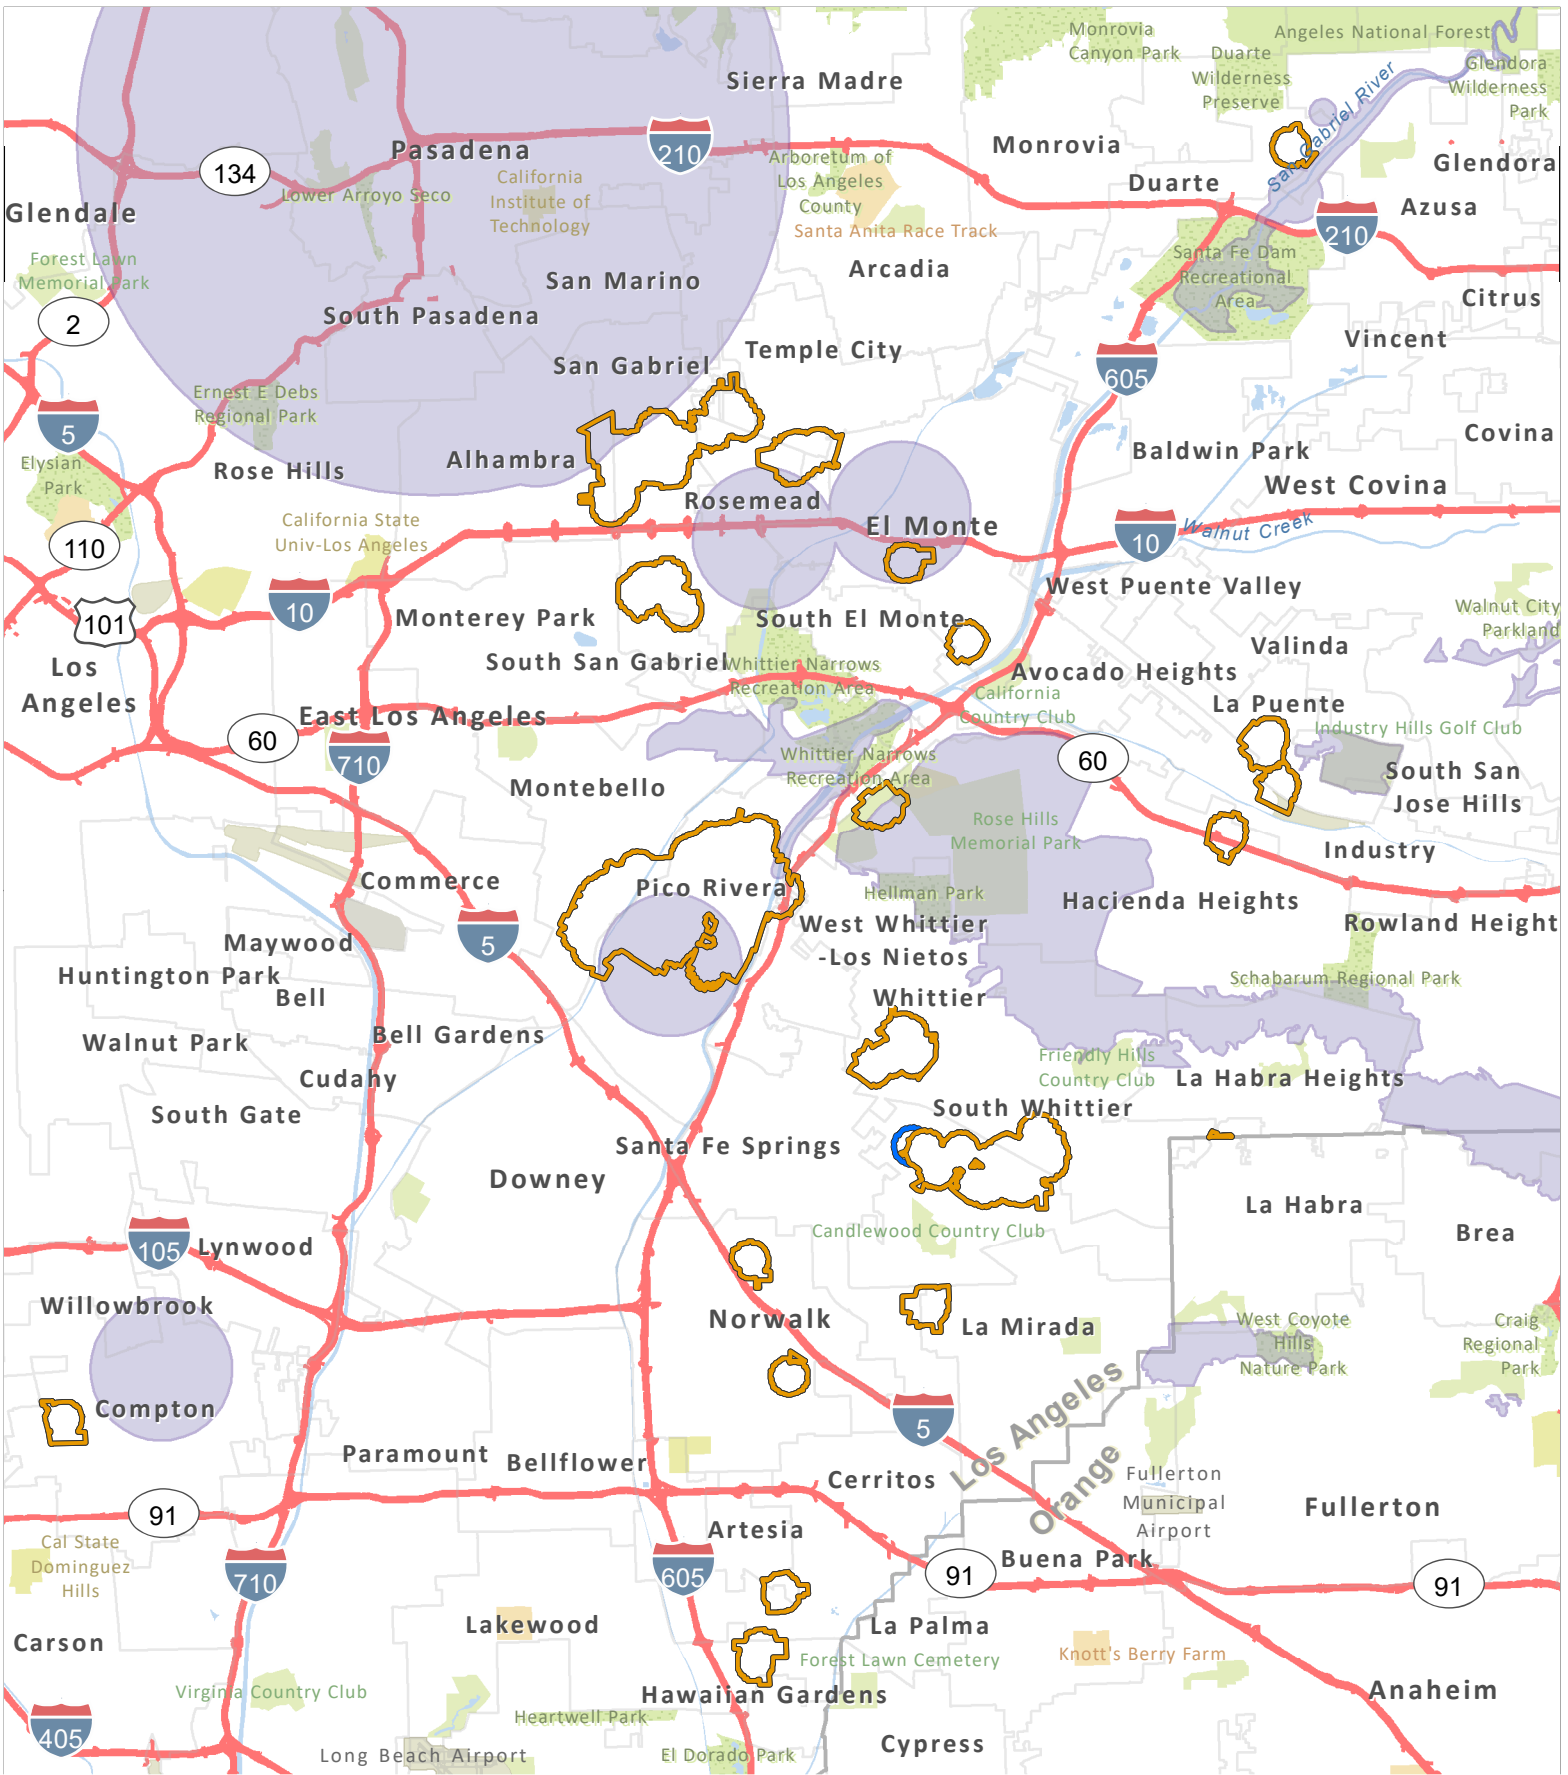 Monrovia
Canyon Park
Angeles National Forest
Duarte
Wilderness
Preserve
Glendora
Wilderness
Park
Sierra Madre
San Gabriel River
Monrovia
Pasadena
210
Arboretum of
Los Angeles
County
Glendora
134
California
Institute of
Technology
Lower Arroyo Seco
Duarte
Azusa
Glendale
Santa Anita Race Track
210
Forest Lawn
Memorial Park
San Marino
Arcadia
Santa Fe Dam
Recreational
Area
Citrus
2
South Pasadena
Vincent
San Gabriel
Temple City
605
Ernest E Debs
Regional Park
5
Elysian
Park
Rose Hills
Alhambra
Baldwin Park
Covina
West Covina
Rosemead
California State
Univ-Los Angeles
El Monte
Walnut Creek
110
10
West Puente Valley
10
101
Monterey Park
South El Monte
Walnut City
Parkland
Valinda
Los
Angeles
South San Gabriel
Whittier Narrows
Recreation Area
Avocado Heights
California
Country Club
La Puente
East Los Angeles
60
Industry Hills Golf Club
710
Whittier Narrows
Recreation Area
60
South San
Jose Hills
Montebello
Rose Hills
Memorial Park
Industry
Commerce
Pico Rivera
Hellman Park
Hacienda Heights
5
West Whittier
-Los Nietos
Rowland Height
Maywood
Huntington Park
Bell
Schabarum Regional Park
Whittier
Walnut Park
Bell Gardens
Friendly Hills
Country Club
La Habra Heights
Cudahy
South Gate
South Whittier
Santa Fe Springs
Downey
La Habra
105
Lynwood
Candlewood Country Club
Brea
Willowbrook
Norwalk
La Mirada
West Coyote
Hills
Nature Park
Craig
Regional
Park
Compton
5
Los Angeles
Orange
Paramount
Bellflower
Cerritos
Fullerton
Municipal
Airport
Fullerton
91
Artesia
Cal State
Dominguez
Hills
710
605
91
Buena Park
91
Lakewood
La Palma
Carson
Forest Lawn Cemetery
Knott's Berry Farm
Virginia Country Club
Hawaiian Gardens
Anaheim
405
Heartwell Park
Long Beach Airport
El Dorado Park
Cypress